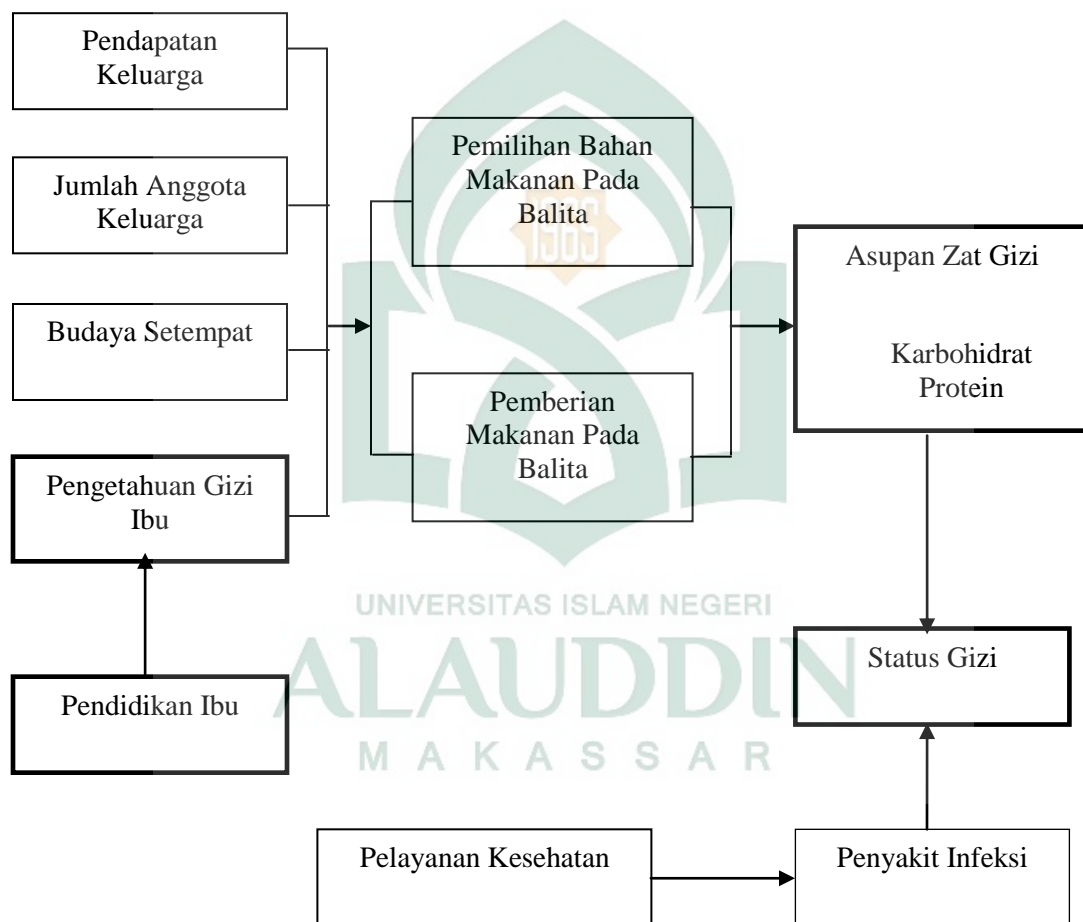 Pendapatan
Keluarga
Jumlah Anggota
Keluarga
Budaya Setempat
Pengetahuan Gizi
Ibu
Pendidikan Ibu
Pemilihan Bahan
Makanan Pada
Balita
Pemberian
Makanan Pada
Balita
Asupan Zat Gizi
Karbohidrat
Protein
Status Gizi
Pelayanan Kesehatan
Penyakit Infeksi
1965
UNIVERSITAS ISLAM NEGERI
ALAUDDIN
MAKASSAR